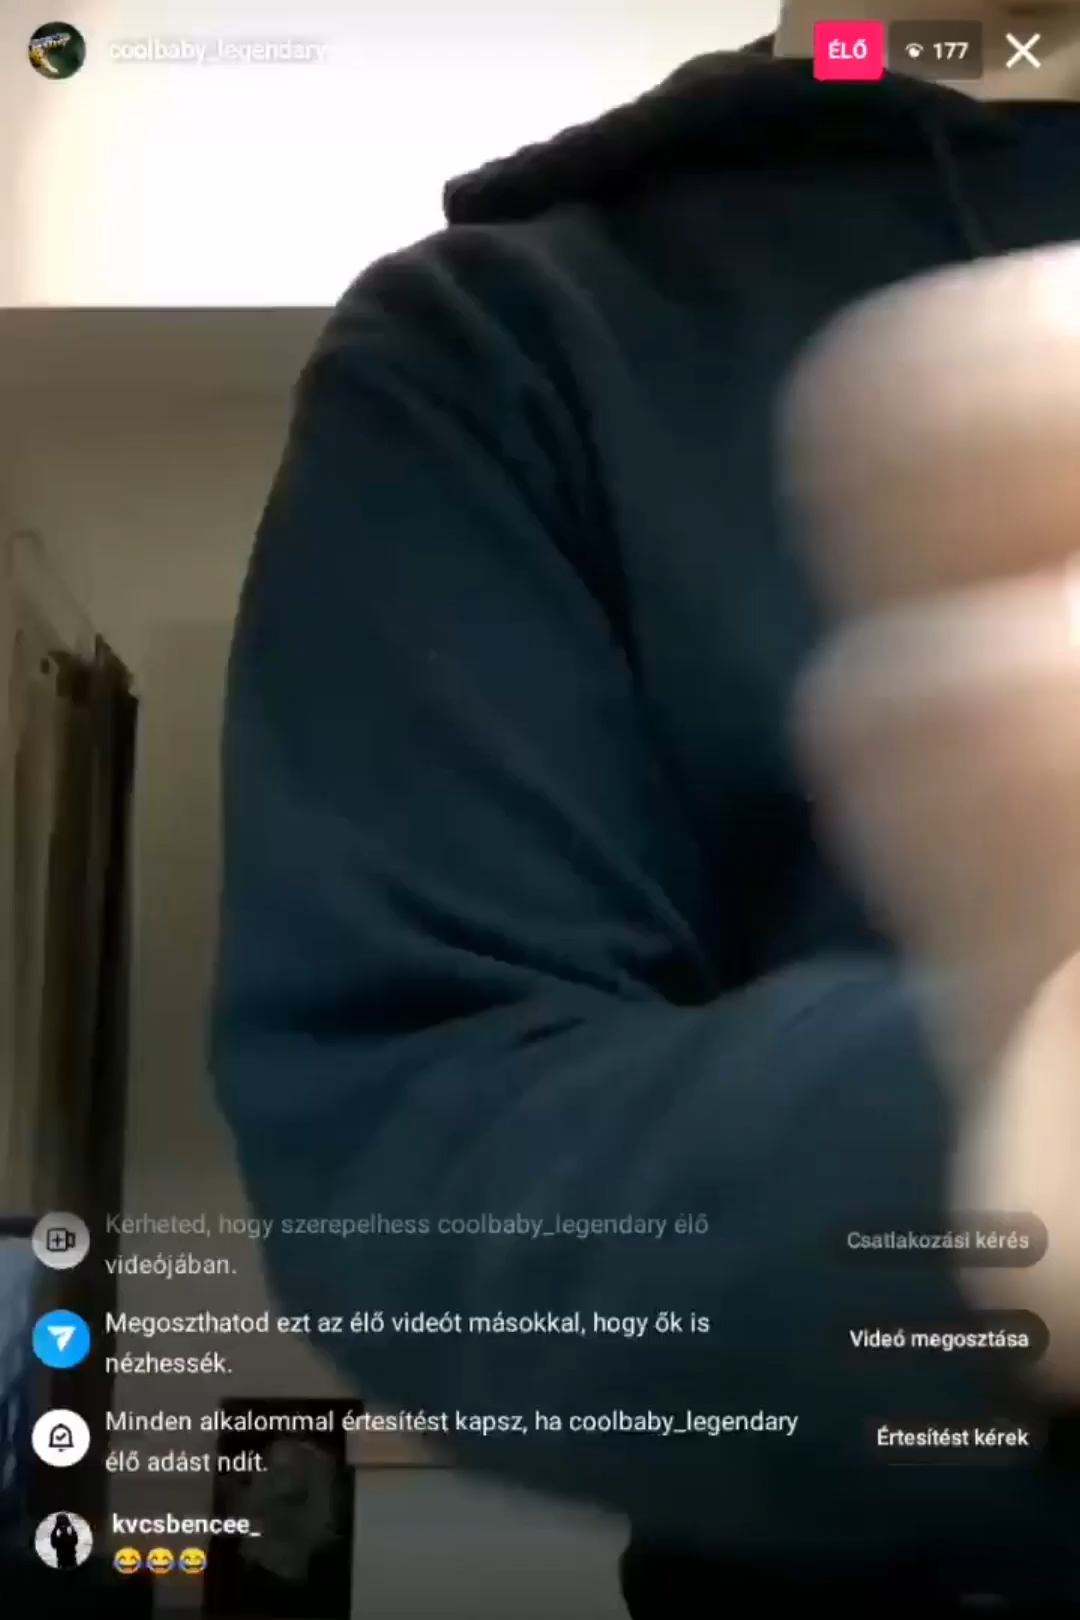 coolbaby_legendary
ÉLŐ
177
Kérheted, hogy szerepelhess coolbaby_legendary élő
videójában.
Csatlakozási kérés
Megoszthatod ezt az élő videót másokkal, hogy ők is
nézhessék.
Videó megosztása
Minden alkalommal értesítést kapsz, ha coolbaby_legendary
élő adást ndít.
Értesítést kérek
kvcsbencee_
😂😂😂